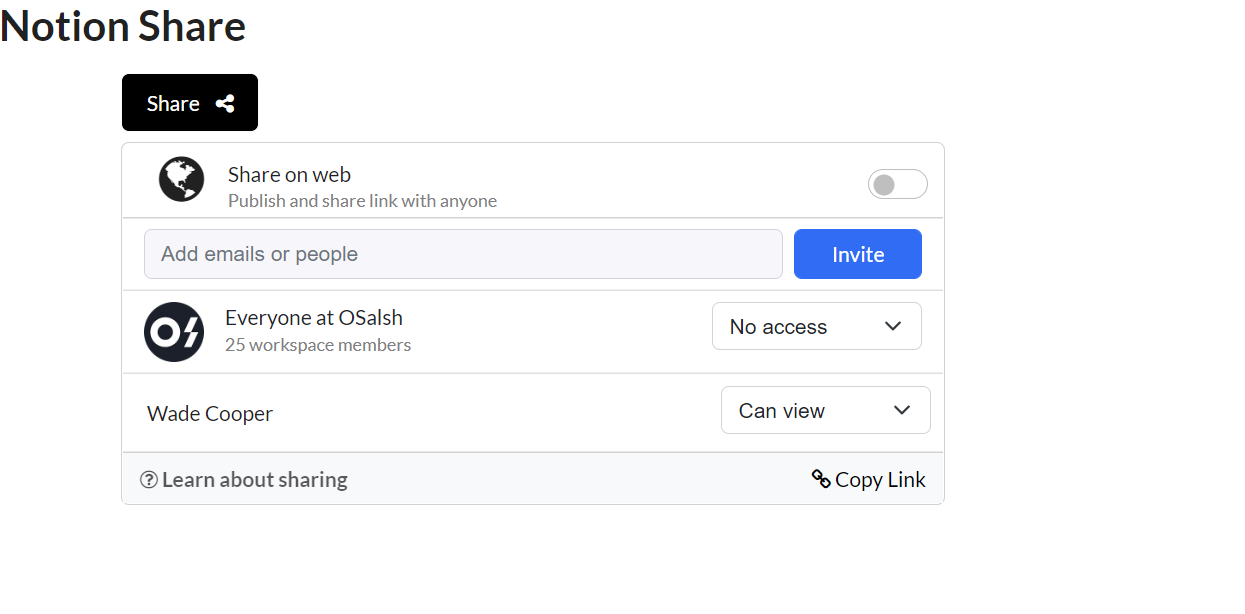 Notion Share
Share
Share on web
Publish and share link with anyone
Add emails or people
Invite
Everyone at OSalsh
25 workspace members
No access
Wade Cooper
Can view
Learn about sharing
Copy Link